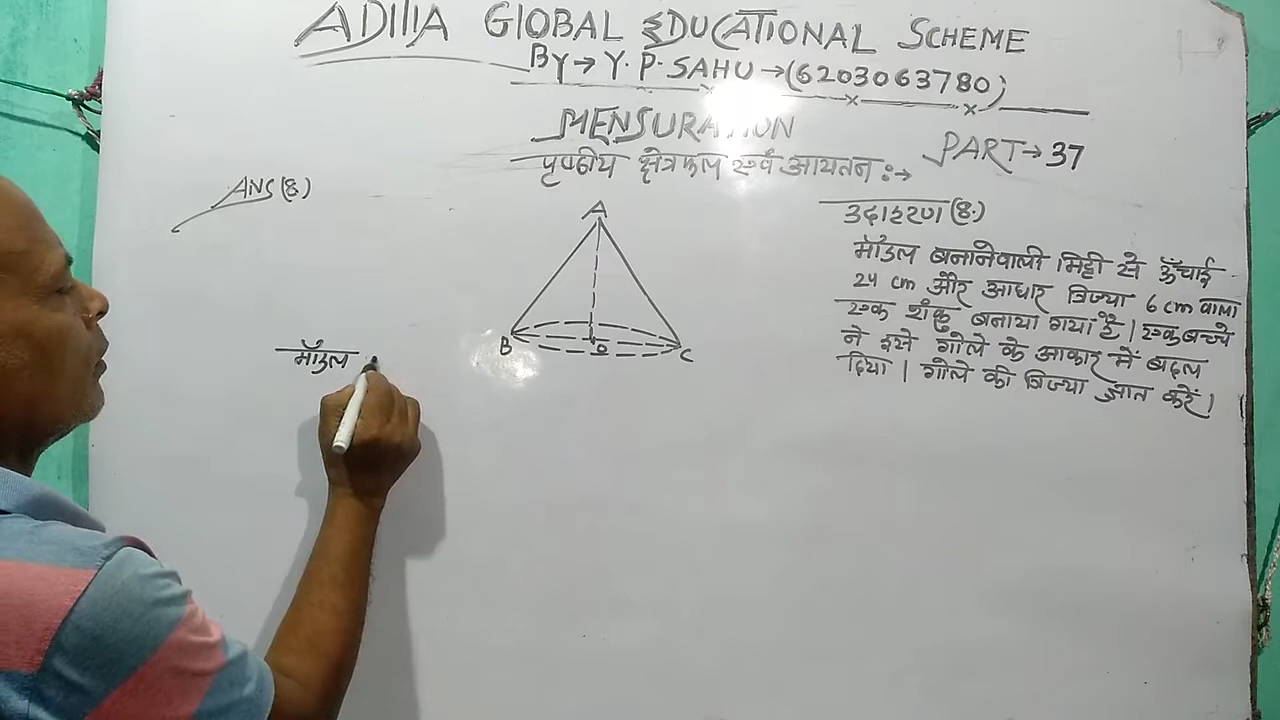 ADITIA GLOBAL EDUCATIONAL SCHEME
BY→ Y. P. SAHU →(6203063780)
MENSURATION
PART→ 37
पृष्ठीय क्षेत्रफल एवं आयतन :→
ANS (8)
A
B
O
C
मॉडल
उदाहरण (8.)
मॉडल बनानेवाली मिट्टी से ऊँचाई
24 cm और आधार त्रिज्या 6 cm वाला
एक शंकु बनाया गया है। एक बच्चे
ने इसे गोले के आकार में बदल
दिया। गोले की त्रिज्या ज्ञात करें।